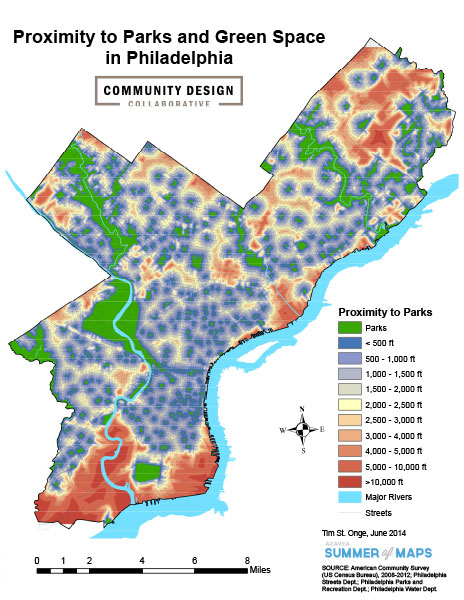 Proximity to Parks and Green Space
in Philadelphia
COMMUNITY DESIGN
COLLABORATIVE
Proximity to Parks
Parks
< 500 ft
500 - 1,000 ft
1,000 - 1,500 ft
1,500 - 2,000 ft
2,000 - 2,500 ft
2,500 - 3,000 ft
3,000 - 4,000 ft
4,000 - 5,000 ft
5,000 - 10,000 ft
>10,000 ft
Major Rivers
Streets
N
W E
S
Tim St. Onge, June 2014
AZAVEA
SUMMER of MAPS
SOURCE: American Community Survey
(US Census Bureau), 2008-2012; Philadelphia
Streets Dept.; Philadelphia Parks and
Recreation Dept.; Philadelphia Water Dept.
0 1 2 4 6 8
Miles